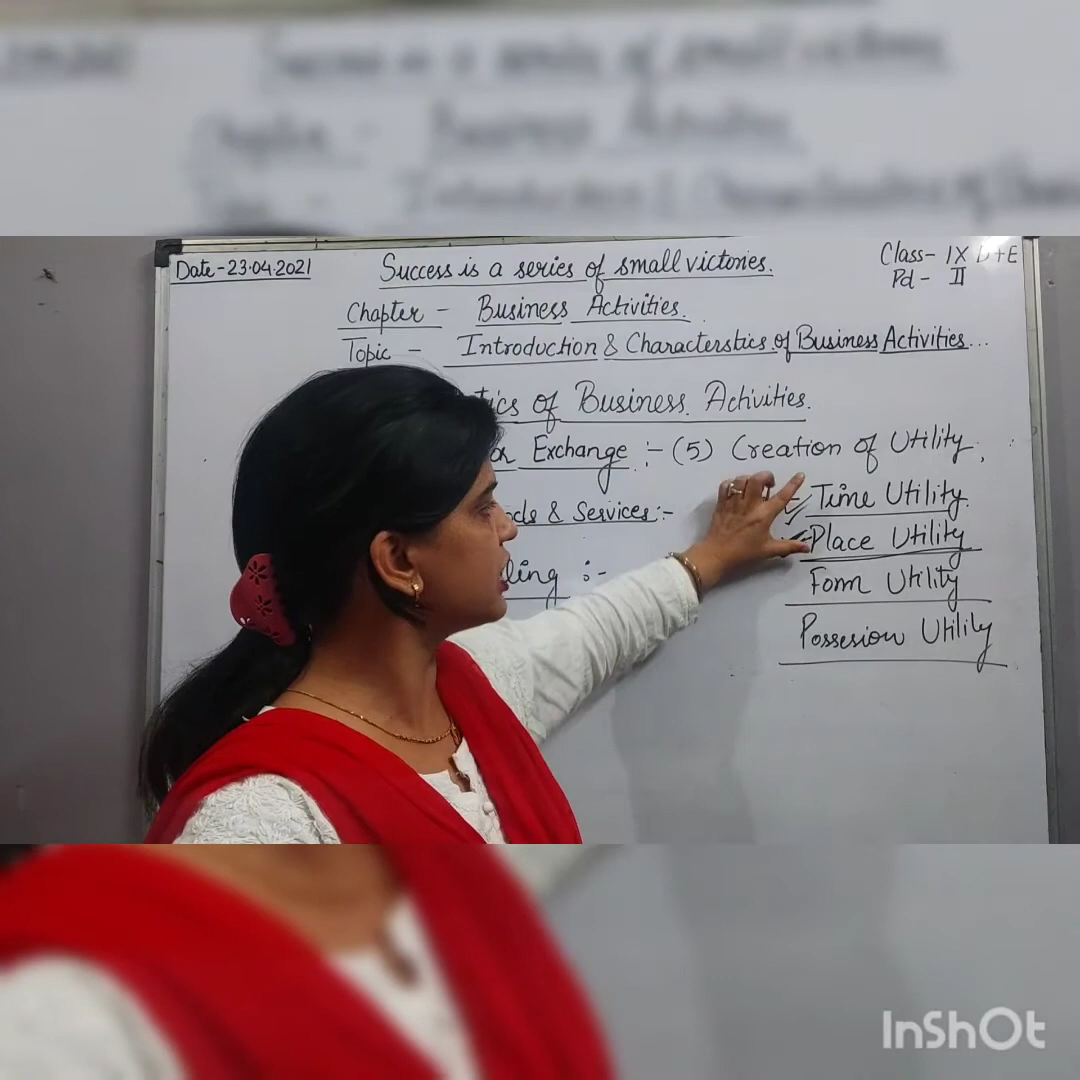 Date-23.04.2021
Success is a series of small victories.
Class- IX D+E
Pd- II
Chapter - Business Activities.
Topic - Introduction & Characterstics of Business Activities...
of Business Activities.
Exchange :- (5) Creation of Utility,
& Services:-
Time Utility.
Place Utility
Form Utility
Possesion Utility
InShOt